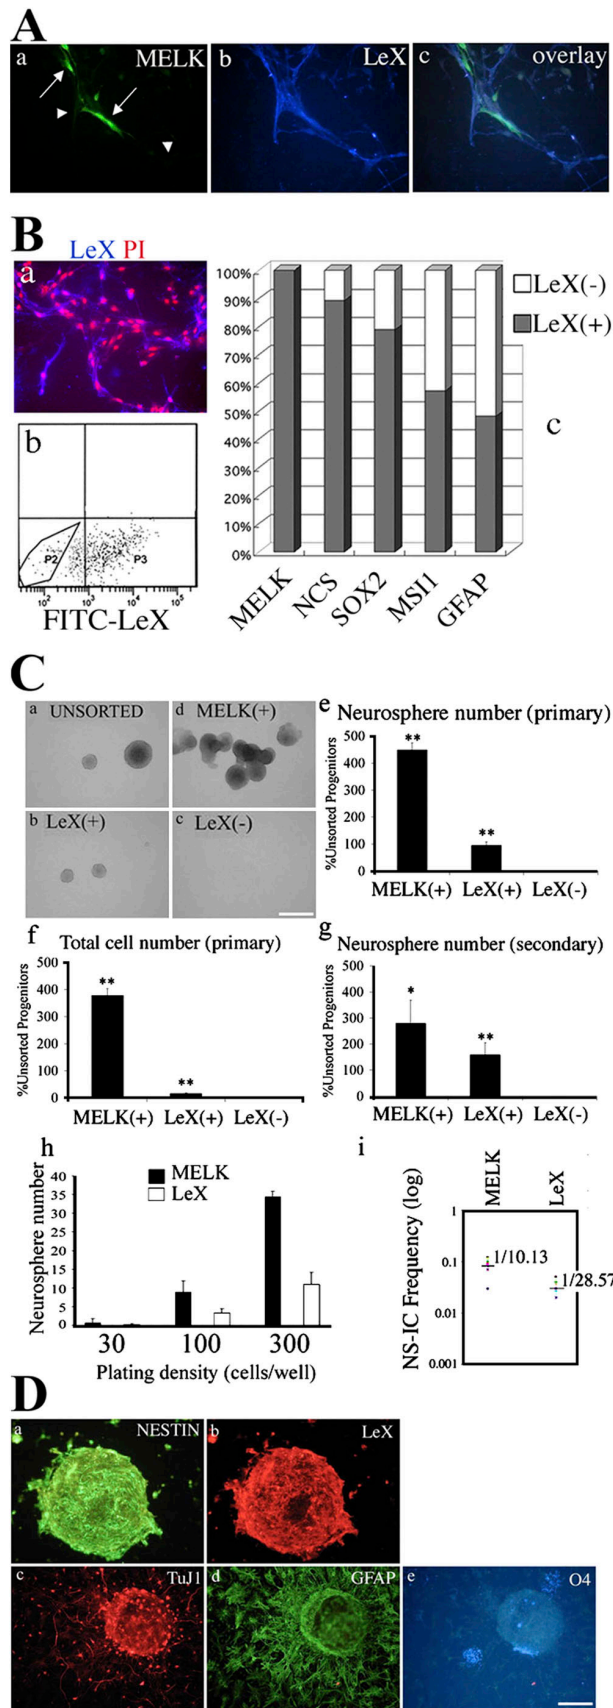 A
a MELK b LeX c overlay
B
LeX PI
a
b
P2 P3
10² 10³ 10⁴ 10⁵
FITC-LeX
100%
90%
80%
70%
60%
50%
40%
30%
20%
10%
0%
MELK NCS SOX2 MSI1 GFAP
LeX(-)
LeX(+)
c
C
a UNSORTED d MELK(+)
b LeX(+) c LeX(-)
e Neurosphere number (primary)
%Unsorted Progenitors
500
400
300
200
100
0
** **
MELK(+) LeX(+) LeX(-)
f Total cell number (primary)
%Unsorted Progenitors
500
400
300
200
100
0
** **
MELK(+) LeX(+) LeX(-)
g Neurosphere number (secondary)
%Unsorted Progenitors
500
400
300
200
100
0
* **
MELK(+) LeX(+) LeX(-)
h
Neurosphere number
40
35
30
25
20
15
10
5
0
MELK
LeX
30 100 300
Plating density (cells/well)
i
MELK LeX
NS-IC Frequency (log)
1
0.1
0.01
0.001
1/10.13
1/28.57
D
a NESTIN b LeX
c TuJ1 d GFAP e O4